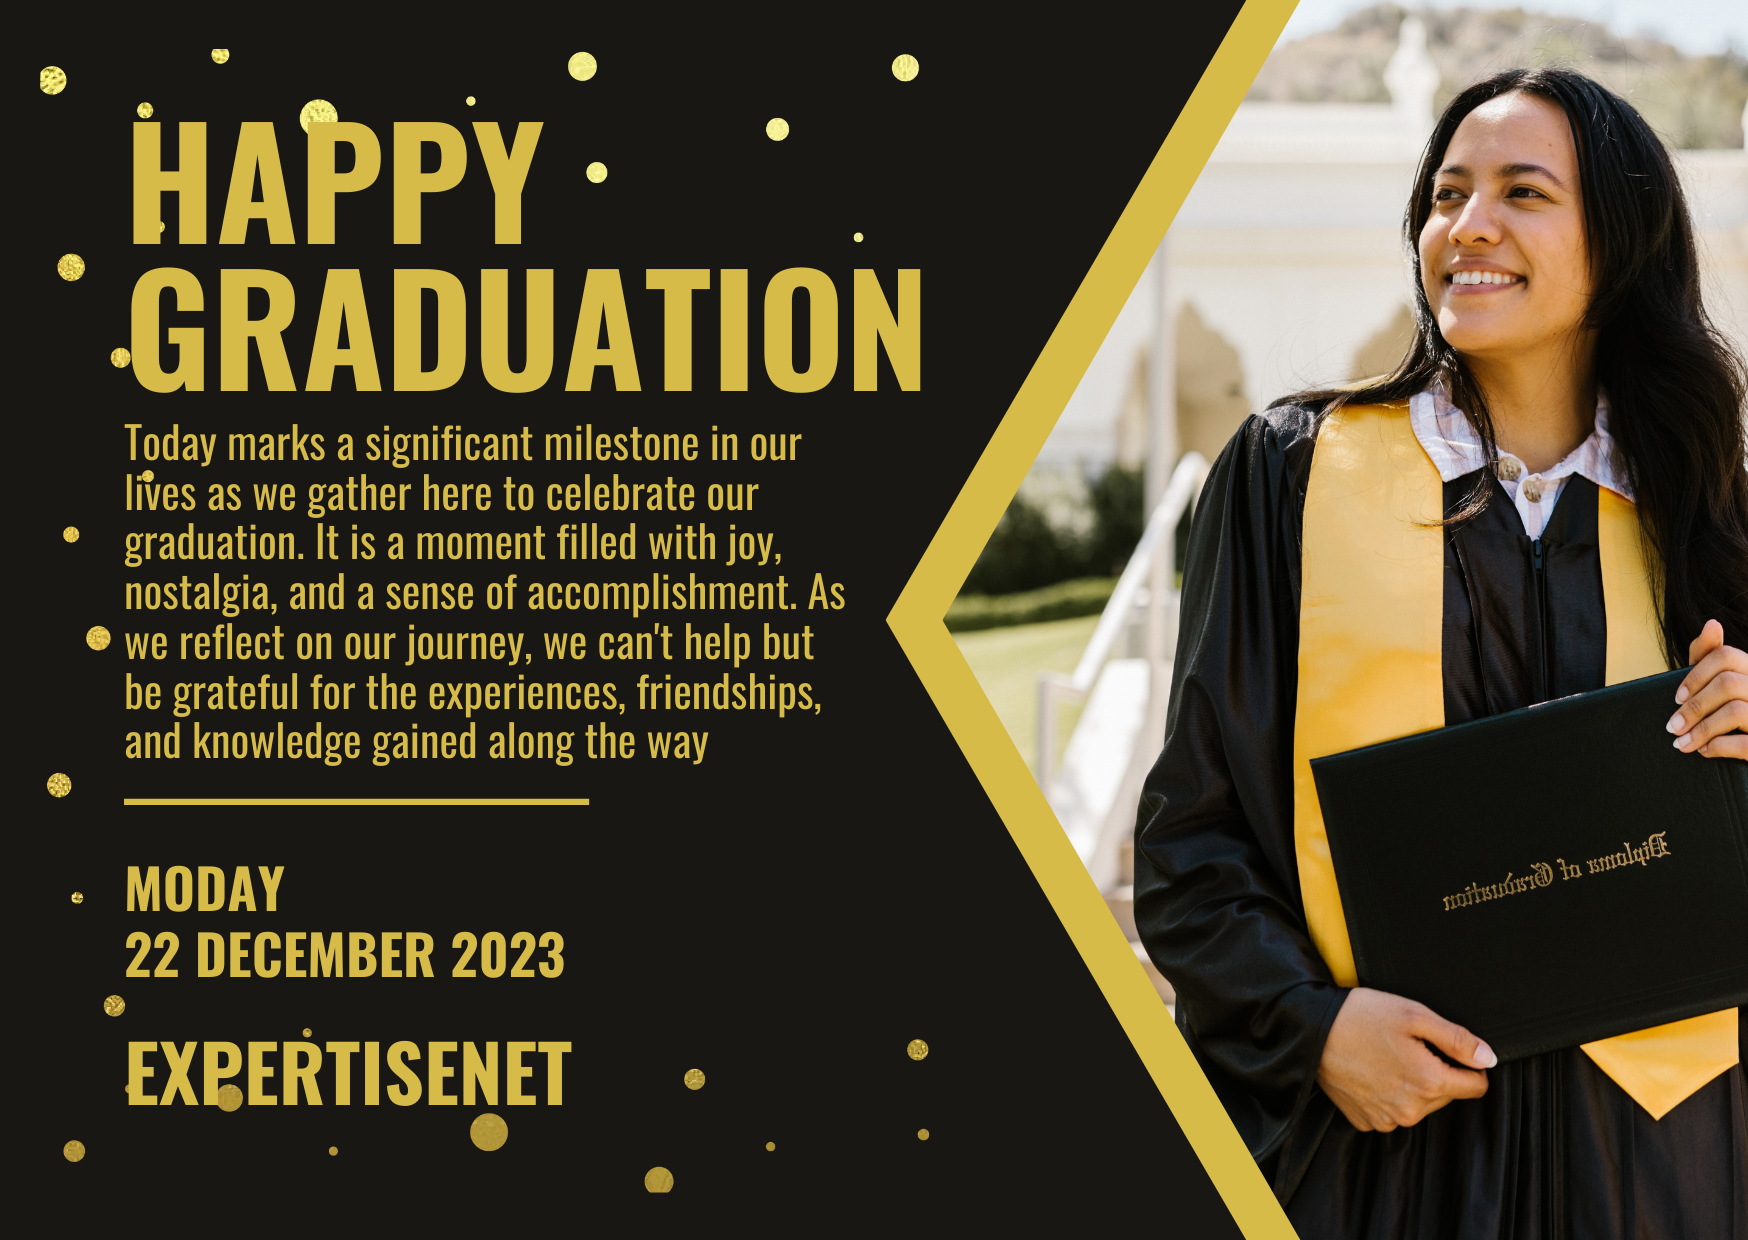 HAPPY
GRADUATION
Today marks a significant milestone in our
lives as we gather here to celebrate our
graduation. It is a moment filled with joy,
nostalgia, and a sense of accomplishment. As
we reflect on our journey, we can't help but
be grateful for the experiences, friendships,
and knowledge gained along the way
MODAY
22 DECEMBER 2023
EXPERTISENET
Diploma of Graduation